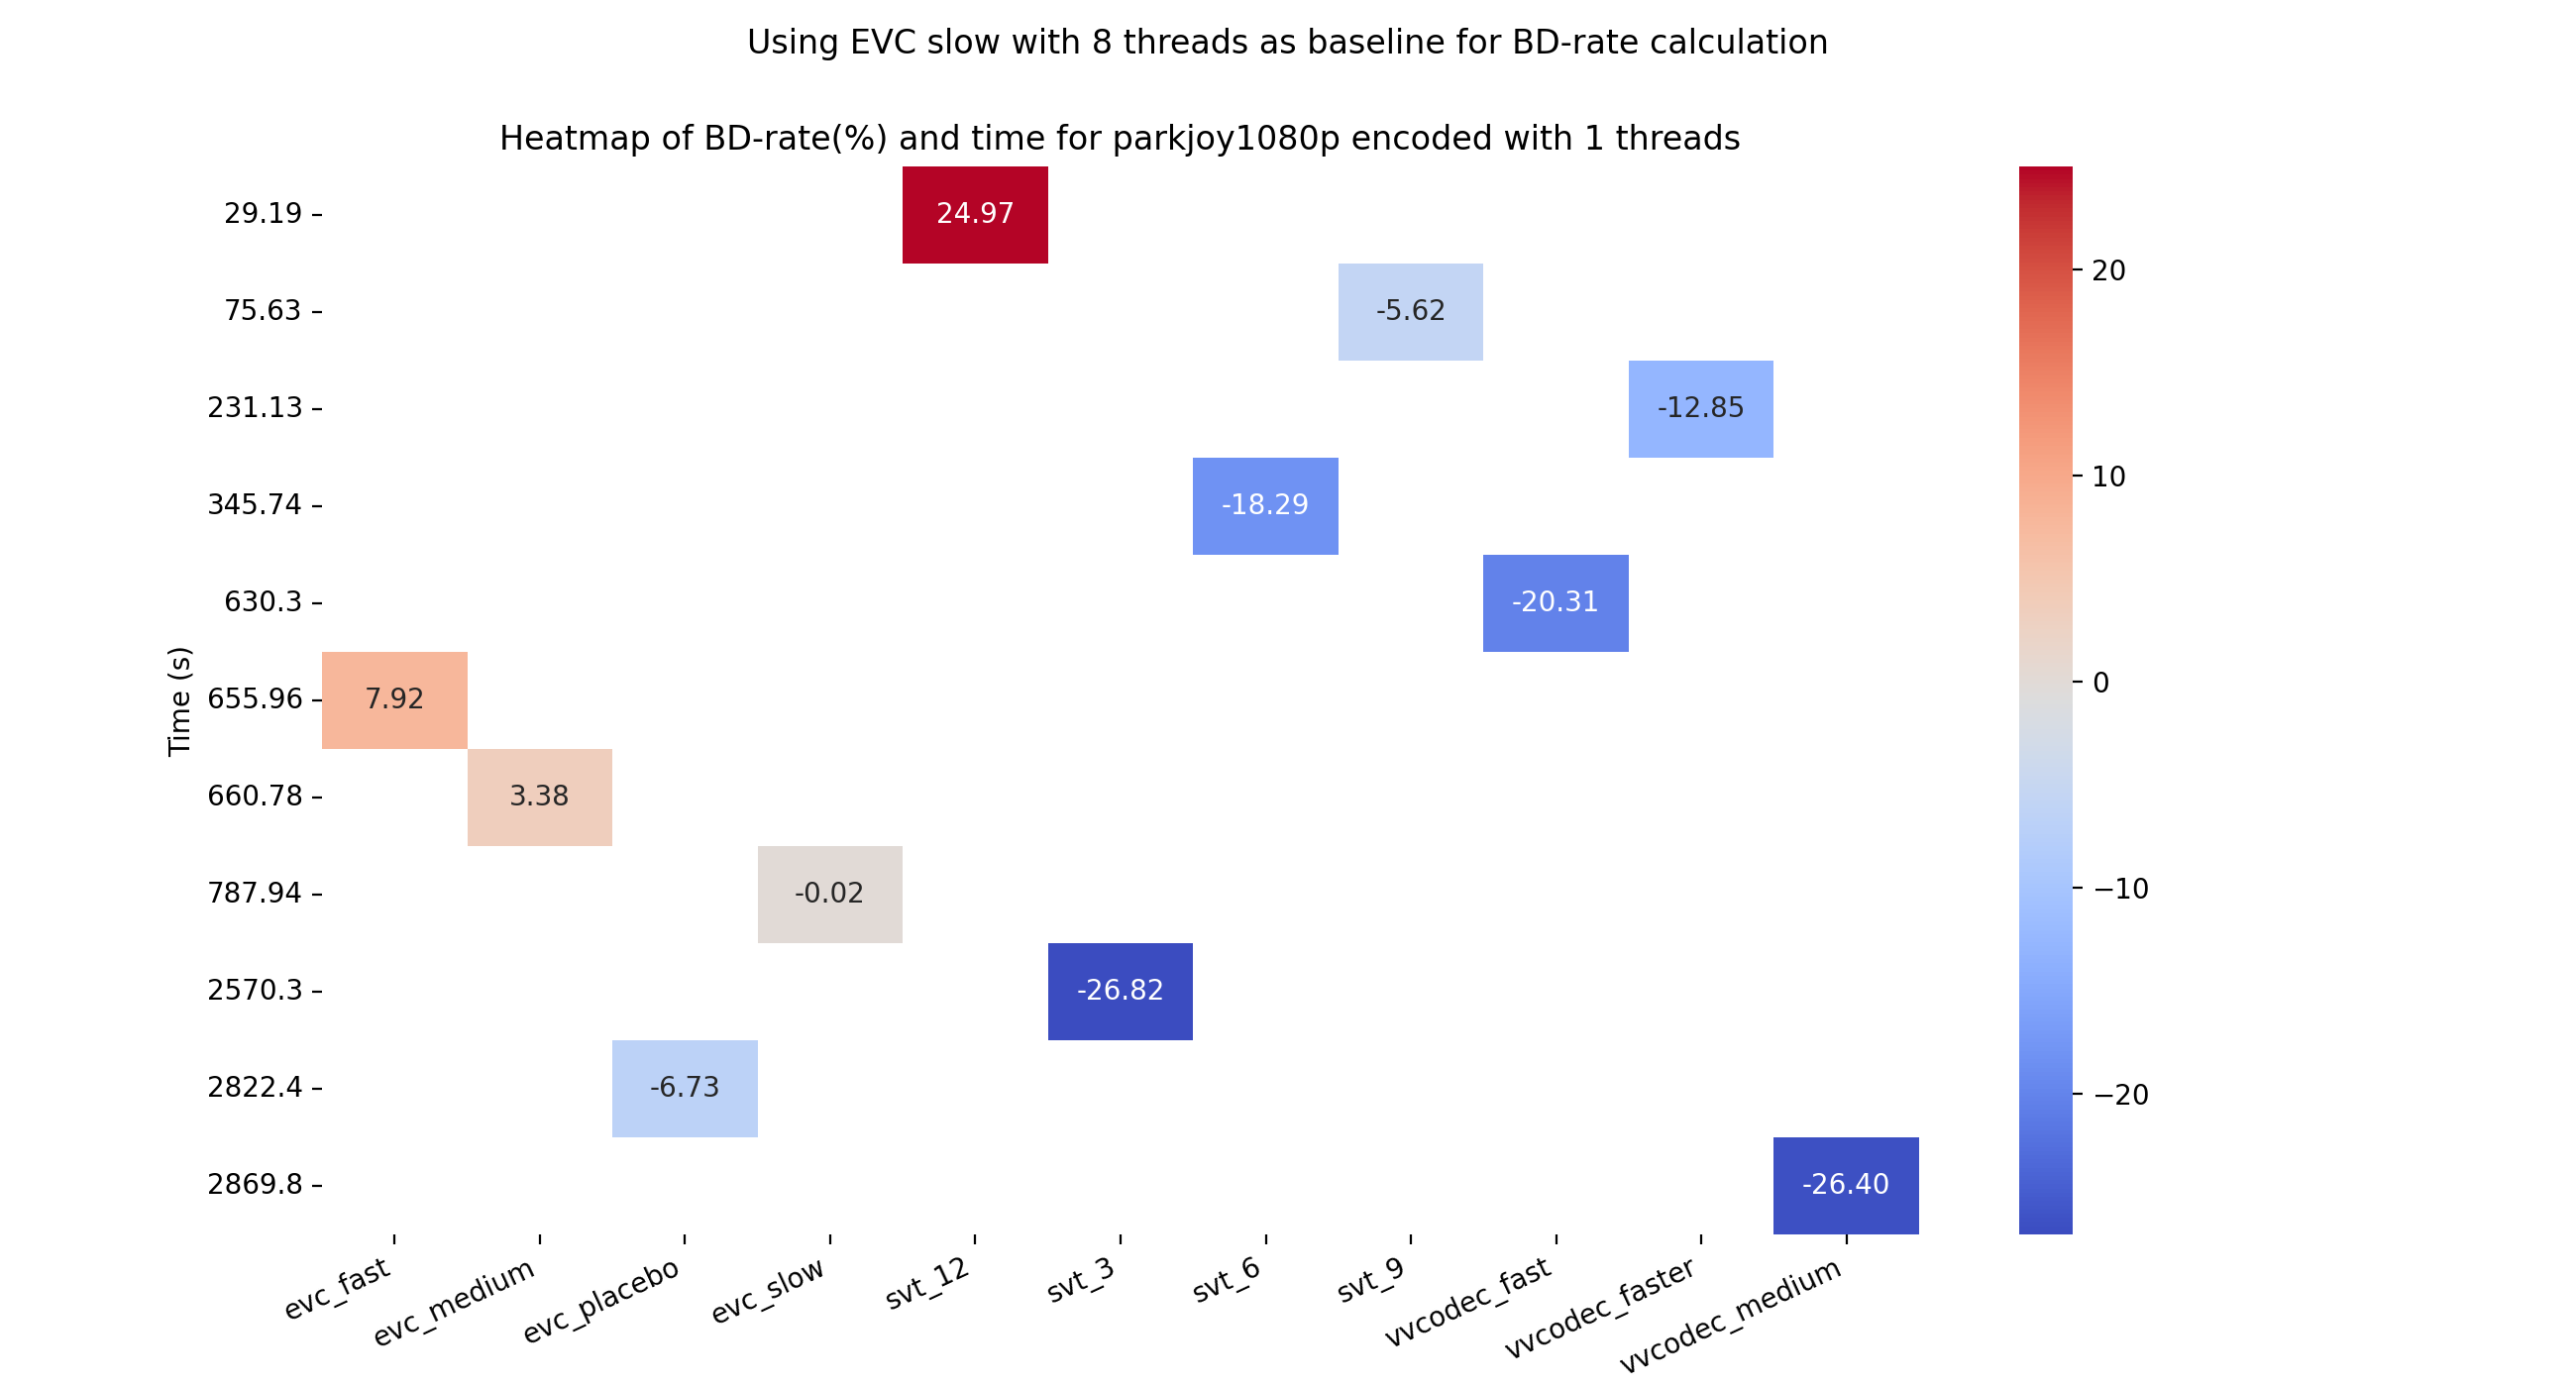 Using EVC slow with 8 threads as baseline for BD-rate calculation
Heatmap of BD-rate(%) and time for parkjoy1080p encoded with 1 threads
29.19
24.97
75.63
-5.62
231.13
-12.85
345.74
-18.29
630.3
-20.31
655.96
7.92
660.78
3.38
787.94
-0.02
2570.3
-26.82
2822.4
-6.73
2869.8
-26.40
Time (s)
20
10
0
−10
−20
evc_fast
evc_medium
evc_placebo
evc_slow
svt_12
svt_3
svt_6
svt_9
vvcodec_fast
vvcodec_faster
vvcodec_medium